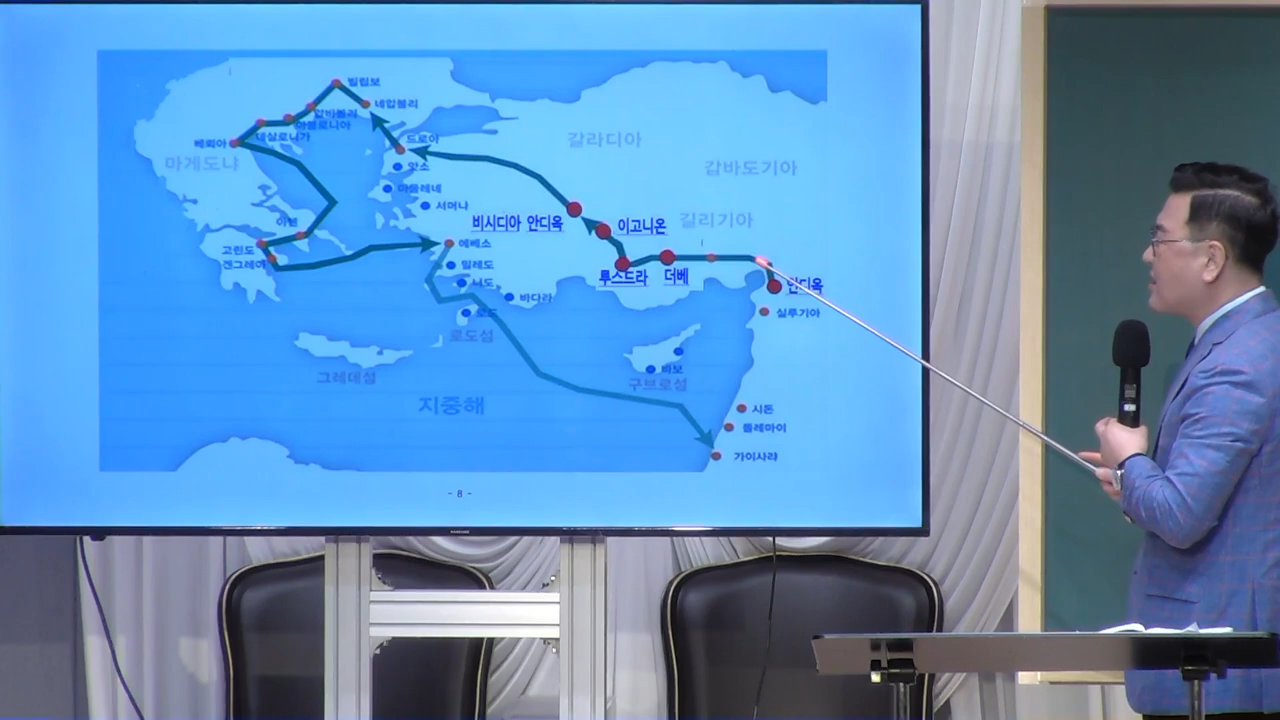 빌립보
네압볼리
암비볼리
아볼로니아
데살로니가
베뢰아
드로아
마게도냐
앗소
갈라디아
갑바도기아
미둘레네
서머나
비시디아 안디옥
이고니온
길리기아
아덴
고린도
에베소
겐그레아
밀레도
루스드라
더베
안디옥
니도
바다라
실루기아
로도
로도섬
그레데섬
바보
구브로섬
지중해
시돈
돌레마이
가이사랴
- 8 -
SAMSUNG